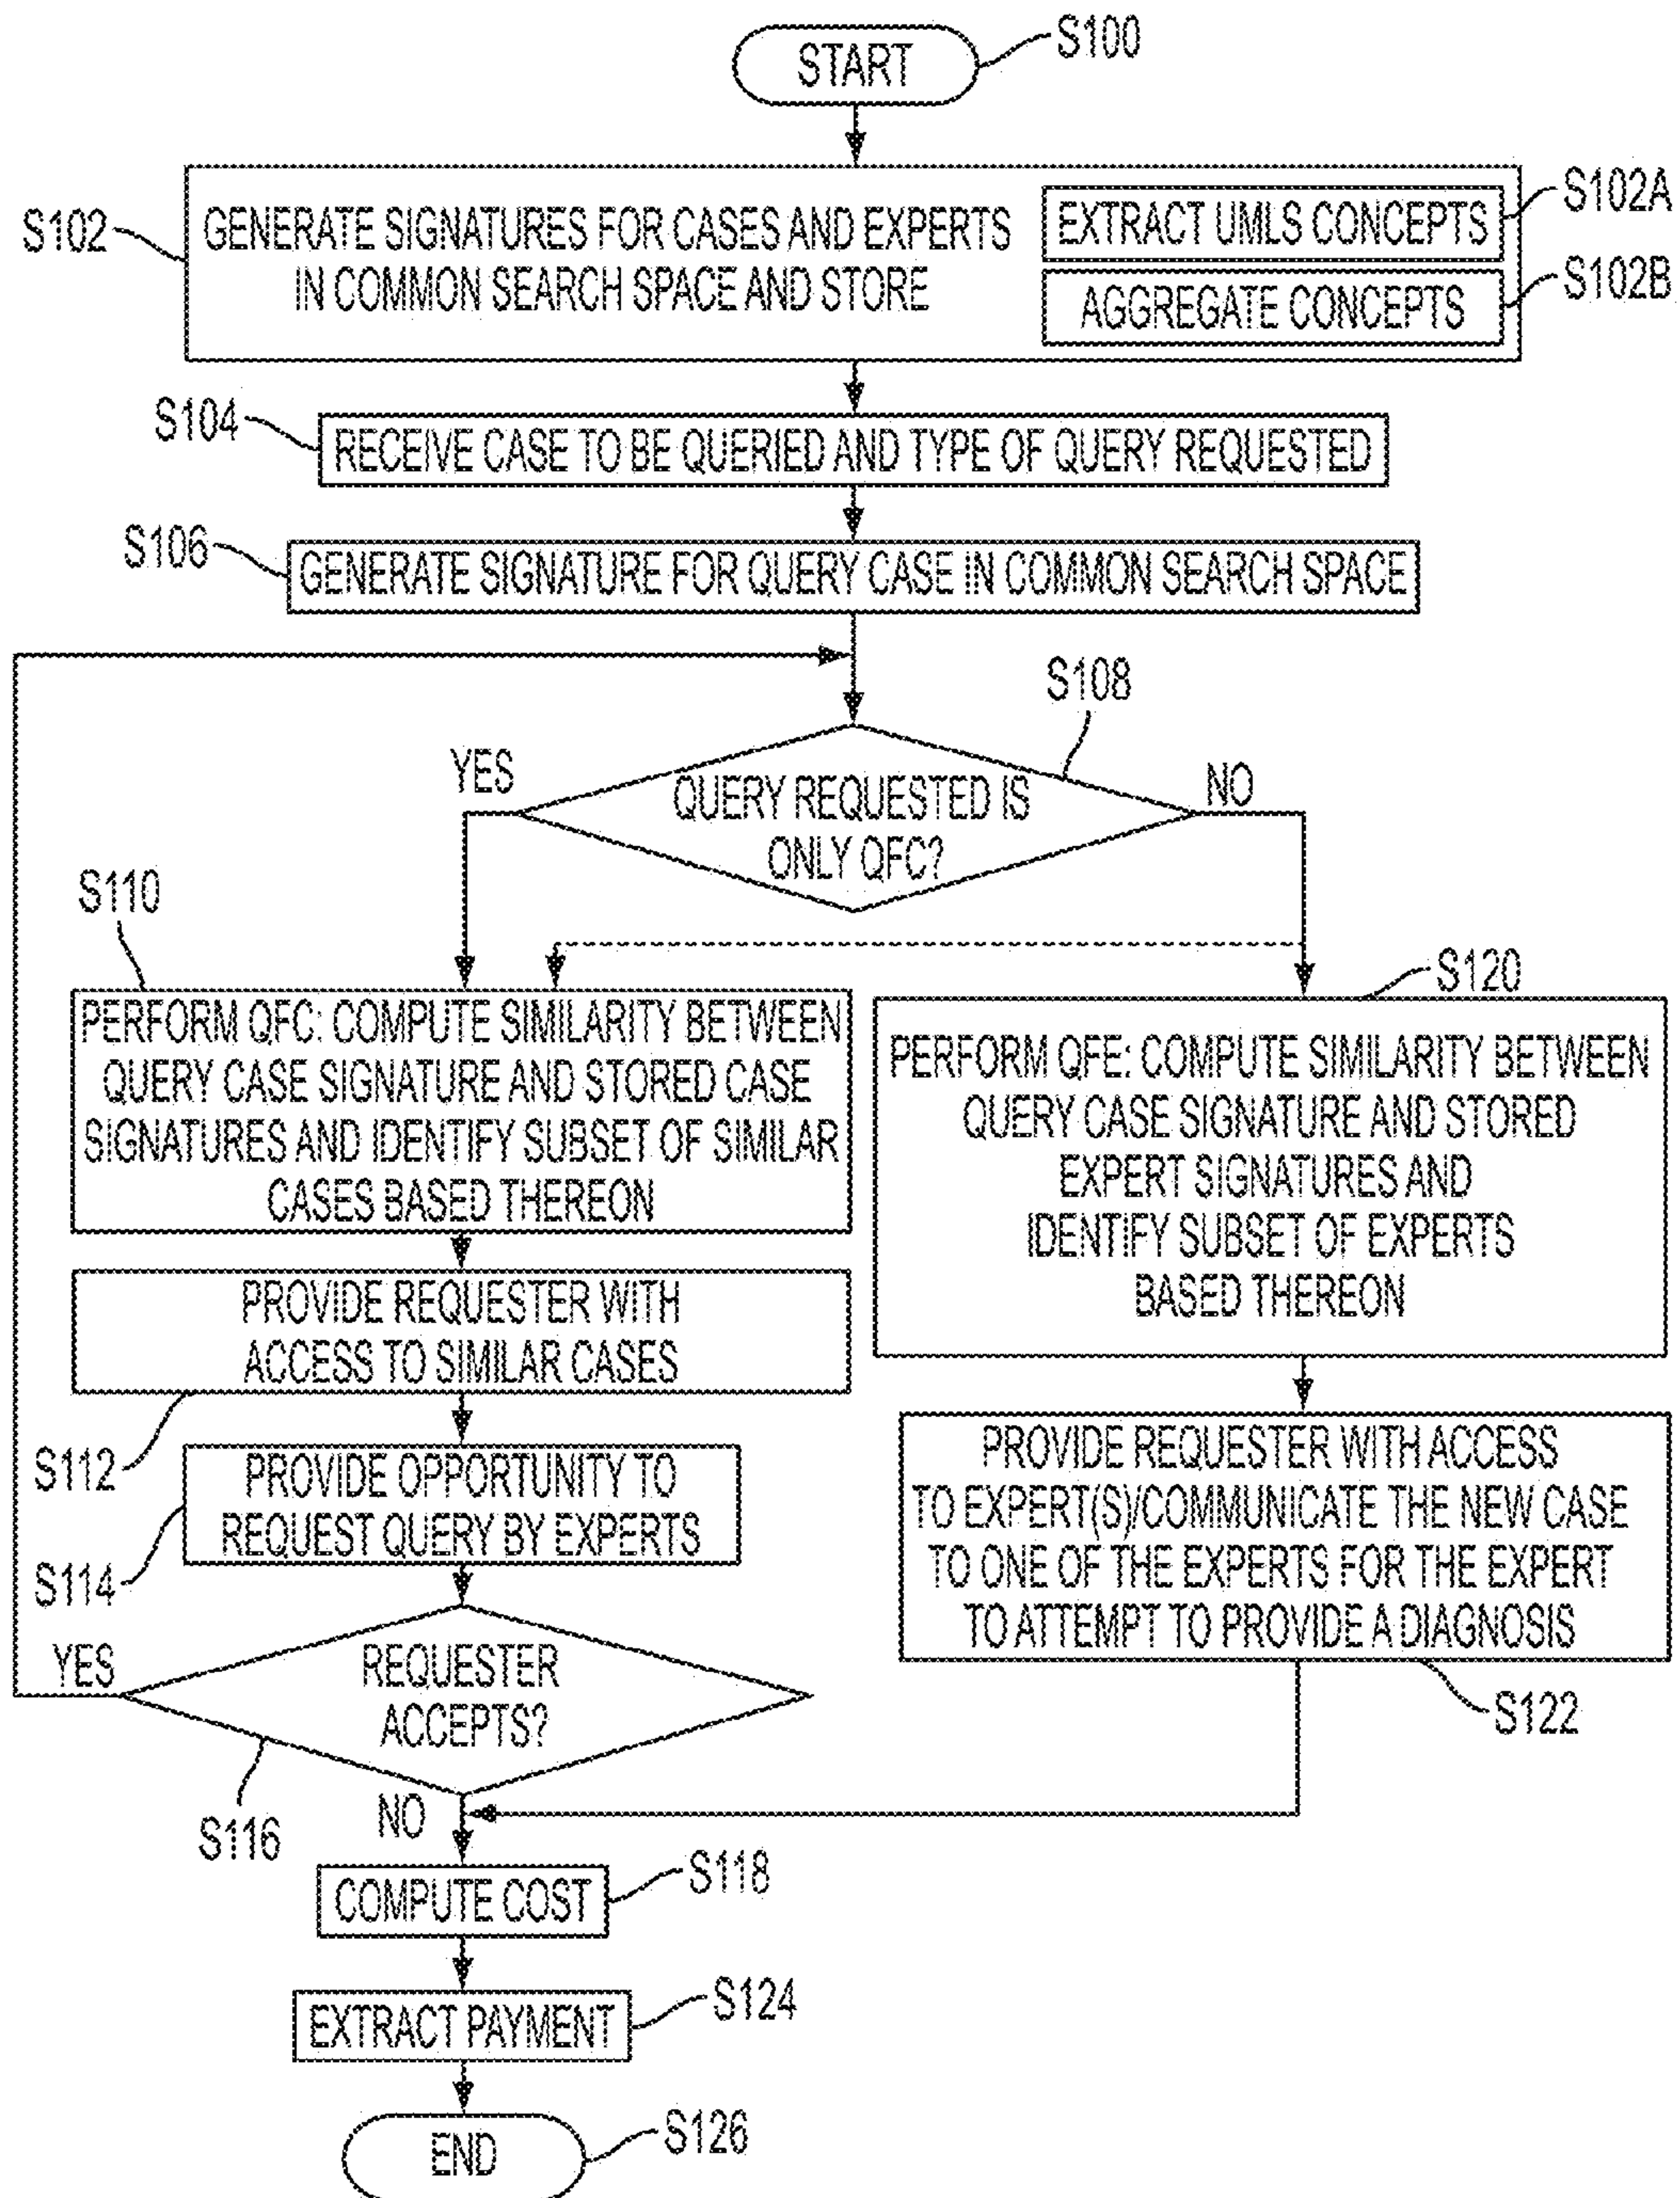 START
S100
S102
GENERATE SIGNATURES FOR CASES AND EXPERTS
IN COMMON SEARCH SPACE AND STORE
EXTRACT UMLS CONCEPTS
S102A
AGGREGATE CONCEPTS
S102B
S104
RECEIVE CASE TO BE QUERIED AND TYPE OF QUERY REQUESTED
S106
GENERATE SIGNATURE FOR QUERY CASE IN COMMON SEARCH SPACE
S108
YES
QUERY REQUESTED IS
ONLY QFC?
NO
S110
PERFORM QFC: COMPUTE SIMILARITY BETWEEN
QUERY CASE SIGNATURE AND STORED CASE
SIGNATURES AND IDENTIFY SUBSET OF SIMILAR
CASES BASED THEREON
S120
PERFORM QFE: COMPUTE SIMILARITY BETWEEN
QUERY CASE SIGNATURE AND STORED
EXPERT SIGNATURES AND
IDENTIFY SUBSET OF EXPERTS
BASED THEREON
PROVIDE REQUESTER WITH
ACCESS TO SIMILAR CASES
S112
PROVIDE OPPORTUNITY TO
REQUEST QUERY BY EXPERTS
S114
PROVIDE REQUESTER WITH ACCESS
TO EXPERT(S)/COMMUNICATE THE NEW CASE
TO ONE OF THE EXPERTS FOR THE EXPERT
TO ATTEMPT TO PROVIDE A DIAGNOSIS
S122
YES
REQUESTER
ACCEPTS?
S116
NO
COMPUTE COST
S118
EXTRACT PAYMENT
S124
END
S126